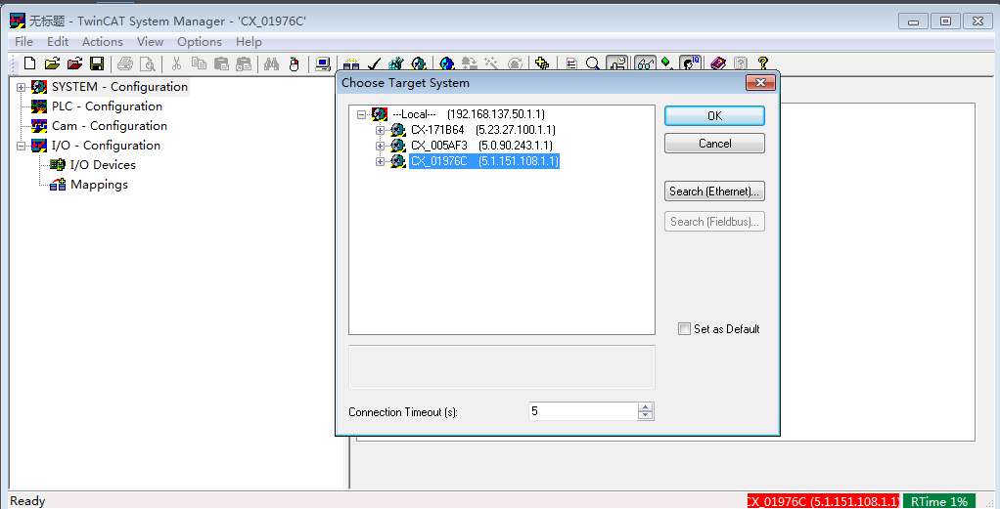 无标题 - TwinCAT System Manager - 'CX_01976C'
File Edit Actions View Options Help
SYSTEM - Configuration
PLC - Configuration
Cam - Configuration
I/O - Configuration
I/O Devices
Mappings
Choose Target System
---Local--- (192.168.137.50.1.1)
CX-171B64 (5.23.27.100.1.1)
CX_005AF3 (5.0.90.243.1.1)
CX_01976C (5.1.151.108.1.1)
OK
Cancel
Search (Ethernet)...
Search (Fieldbus)...
Set as Default
Connection Timeout (s):
5
Ready
CX_01976C (5.1.151.108.1.1)
RTime 1%